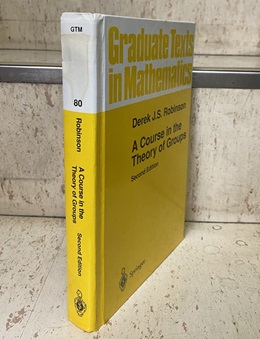 GTM
80
Robinson
A Course in the
Theory of Groups
Second Edition
Graduate Texts
in Mathematics
Derek J.S. Robinson
A Course in the
Theory of Groups
Second Edition
Springer